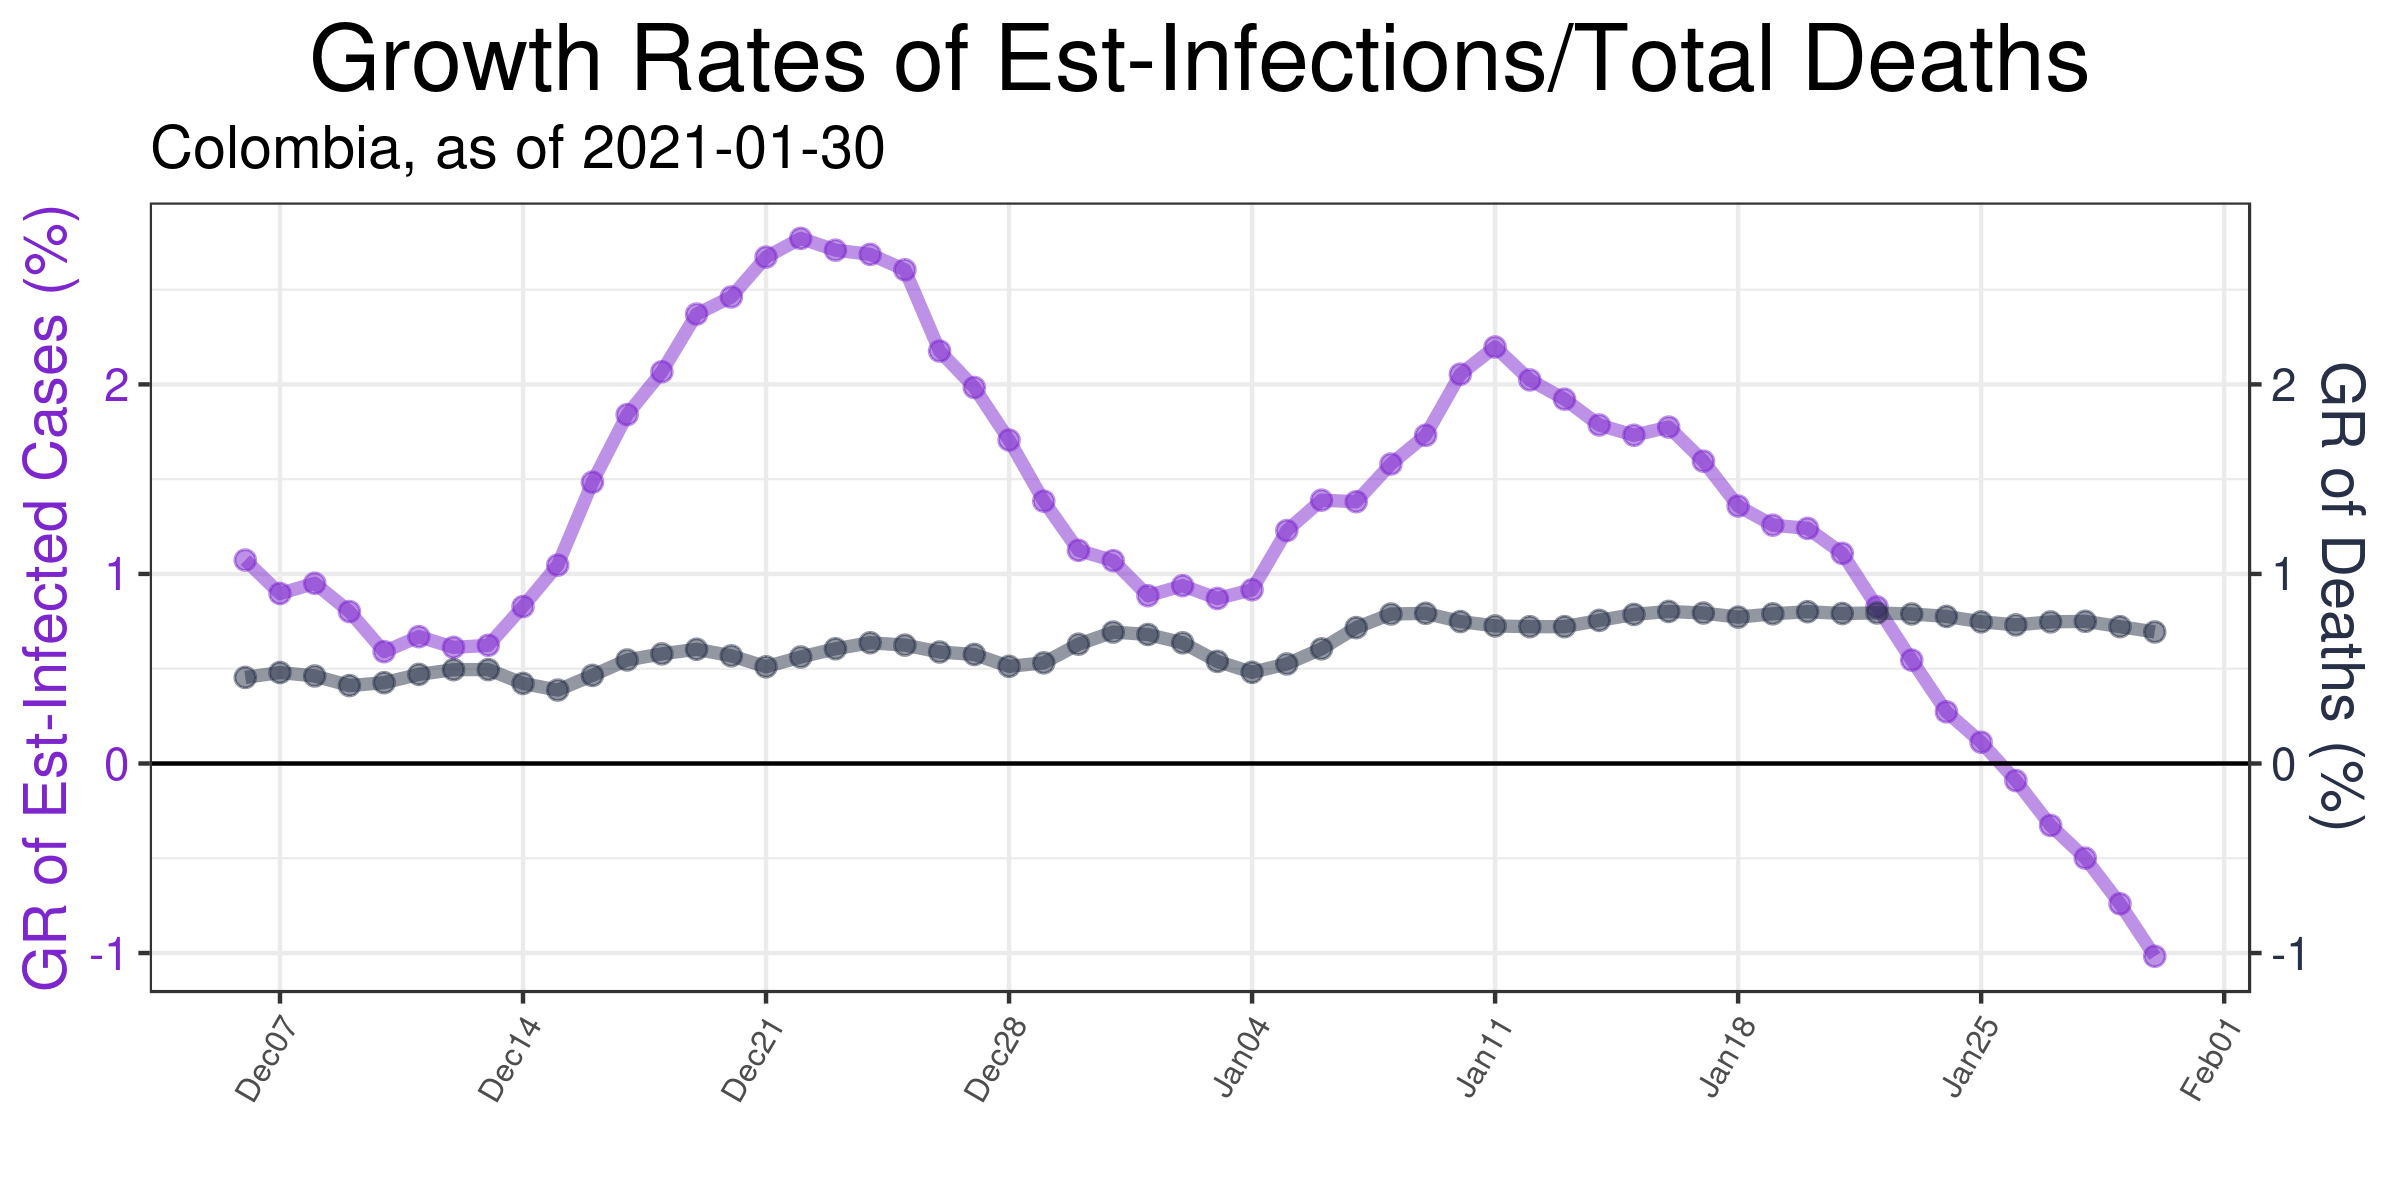 Growth Rates of Est-Infections/Total Deaths
Colombia, as of 2021-01-30
GR of Est-Infected Cases (%)
2
1
0
-1
2
1
0
-1
GR of Deaths (%)
Dec07
Dec14
Dec21
Dec28
Jan04
Jan11
Jan18
Jan25
Feb01